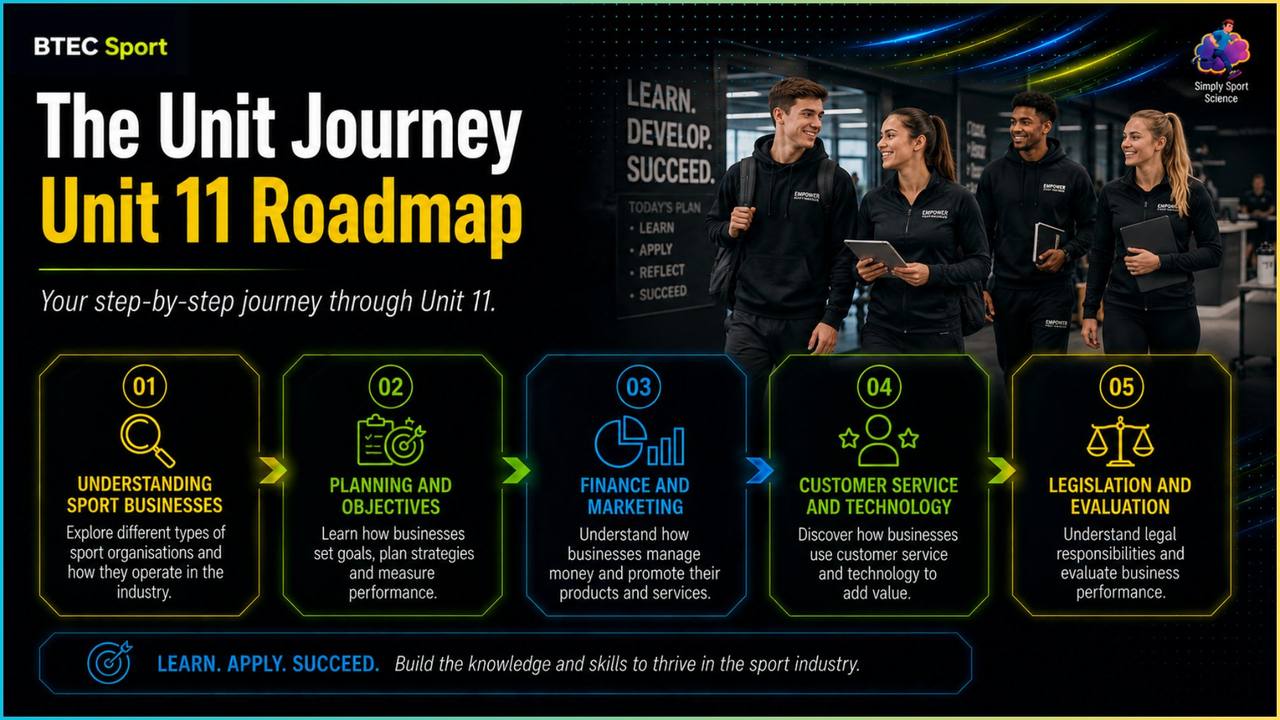 BTEC Sport
Simply Sport
Science
The Unit Journey
Unit 11 Roadmap
Your step-by-step journey through Unit 11.
LEARN.
DEVELOP.
SUCCEED.
TODAY'S PLAN
• LEARN
• APPLY
• REFLECT
• SUCCEED
EMPOWER
EMPOWER
EMPOWER
EMPOWER
EMPOWER
01
UNDERSTANDING
SPORT BUSINESSES
Explore different types of
sport organisations and
how they operate in the
industry.
02
PLANNING AND
OBJECTIVES
Learn how businesses
set goals, plan strategies
and measure
performance.
03
FINANCE AND
MARKETING
Understand how
businesses manage
money and promote their
products and services.
04
CUSTOMER SERVICE
AND TECHNOLOGY
Discover how businesses
use customer service
and technology to
add value.
05
LEGISLATION AND
EVALUATION
Understand legal
responsibilities and
evaluate business
performance.
LEARN. APPLY. SUCCEED. Build the knowledge and skills to thrive in the sport industry.